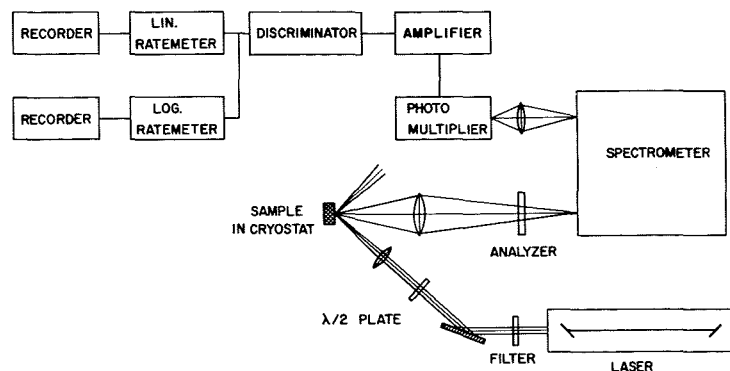 RECORDER
LIN.
RATEMETER
DISCRIMINATOR
AMPLIFIER
RECORDER
LOG.
RATEMETER
PHOTO
MULTIPLIER
SPECTROMETER
SAMPLE
IN CRYOSTAT
ANALYZER
λ/2 PLATE
FILTER
LASER